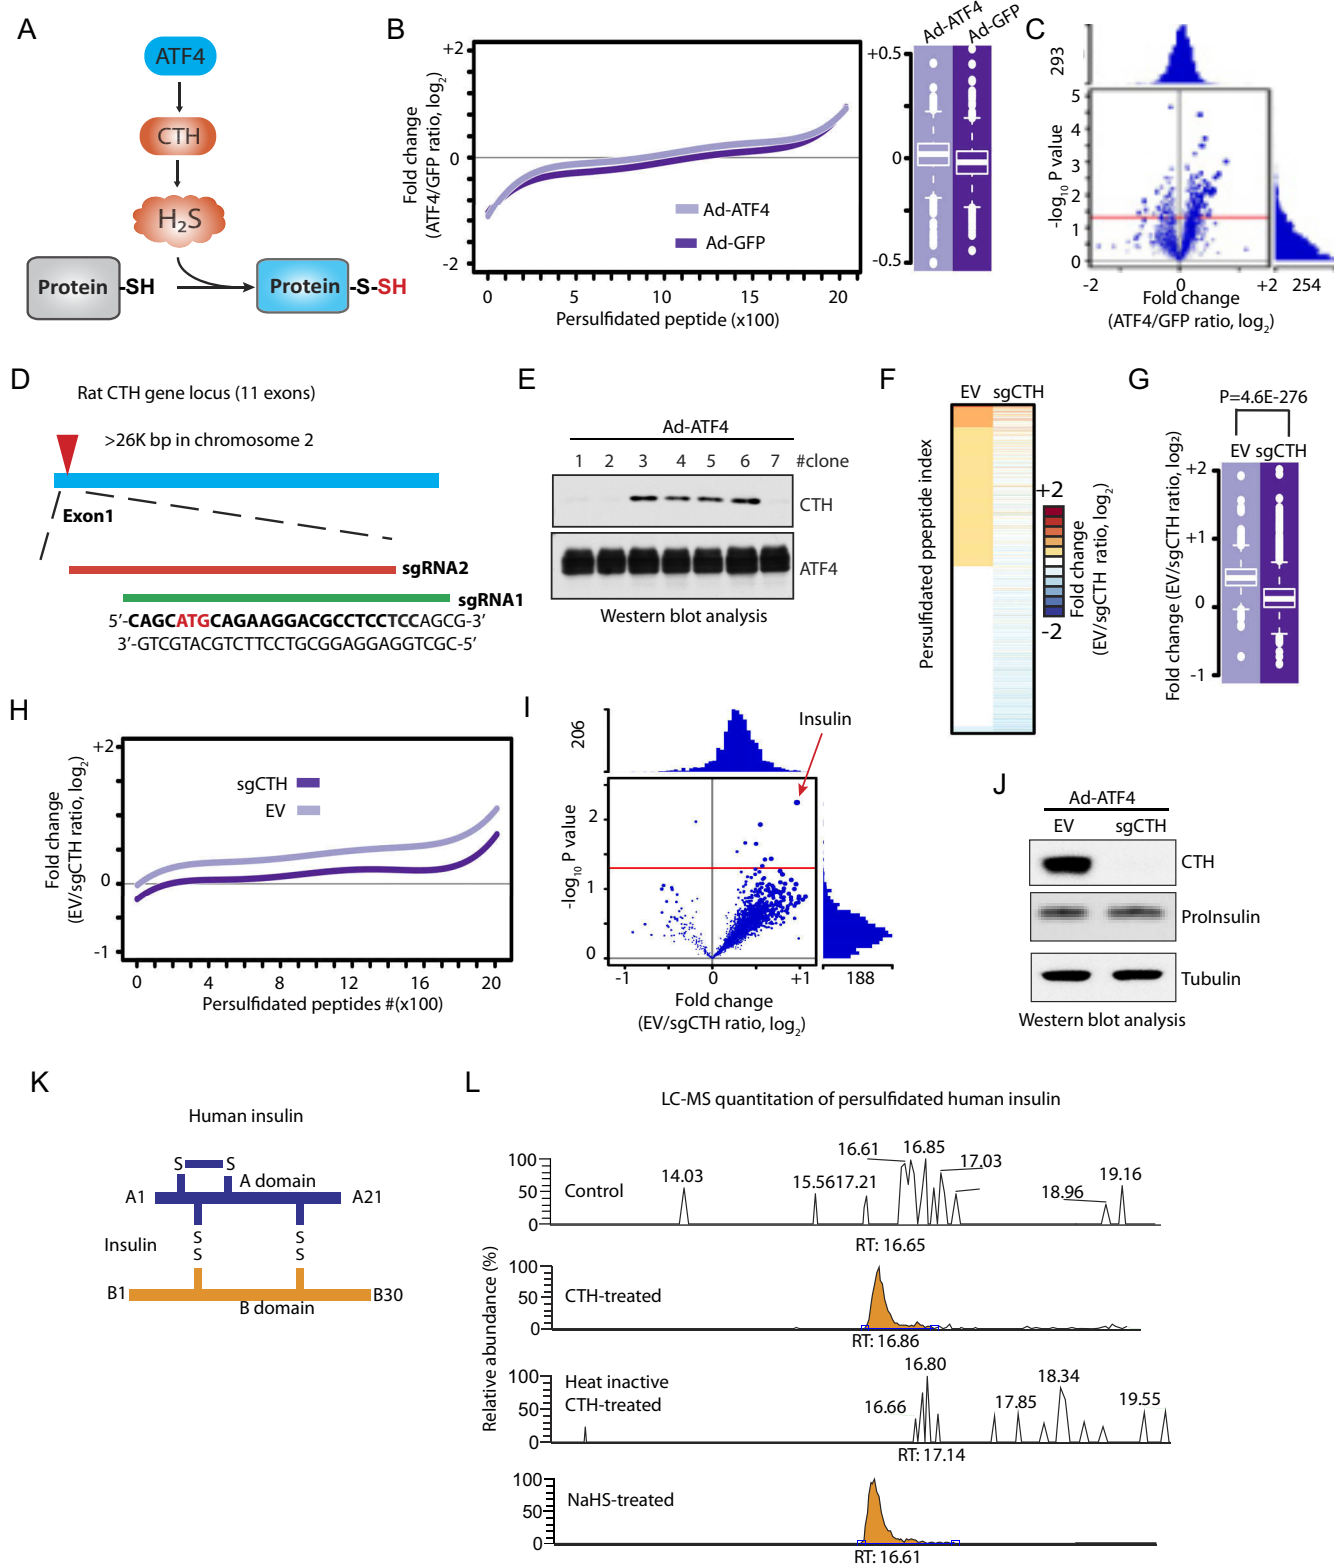 A
ATF4
CTH
H2S
Protein
-SH
Protein
-S-SH
B
Fold change
(ATF4/GFP ratio, log2)
+2
0
-2
Ad-ATF4
Ad-GFP
0
5
10
15
20
Persulfidated peptide (x100)
Ad-ATF4
Ad-GFP
+0.5
0
-0.5
C
293
-log10 P value
5
4
3
2
1
0
-2
0
+2
254
Fold change
(ATF4/GFP ratio, log2)
D
Rat CTH gene locus (11 exons)
>26K bp in chromosome 2
Exon1
sgRNA2
sgRNA1
5'-CAGCATGCAGAAGGACGCCTCCTCCAGCG-3'
3'-GTCGTACGTCTTCCTGCGGAGGAGGTCGC-5'
E
Ad-ATF4
1 2 3 4 5 6 7 #clone
CTH
ATF4
Western blot analysis
F
EV sgCTH
Persulfidated ppeptide index
+2
-2
Fold change
(EV/sgCTH ratio, log2)
G
P=4.6E-276
EV sgCTH
Fold change (EV/sgCTH ratio, log2)
+2
+1
0
-1
H
Fold change
(EV/sgCTH ratio, log2)
+2
0
-1
sgCTH
EV
0 4 8 12 16 20
Persulfidated peptides #(x100)
I
206
Insulin
-log10 P value
2
1
0
-1
0
+1
188
Fold change
(EV/sgCTH ratio, log2)
J
Ad-ATF4
EV sgCTH
CTH
ProInsulin
Tubulin
Western blot analysis
K
Human insulin
S S
A domain
A1
A21
S S
Insulin
S S
B1
B30
B domain
L
LC-MS quantitation of persulfidated human insulin
Relative abundance (%)
100
50
0
Control
14.03
15.56
17.21
16.61
16.85
17.03
18.96
19.16
RT: 16.65
100
50
0
CTH-treated
RT: 16.86
100
50
0
Heat inactive
CTH-treated
16.66
16.80
17.85
18.34
19.55
RT: 17.14
100
50
0
NaHS-treated
RT: 16.61